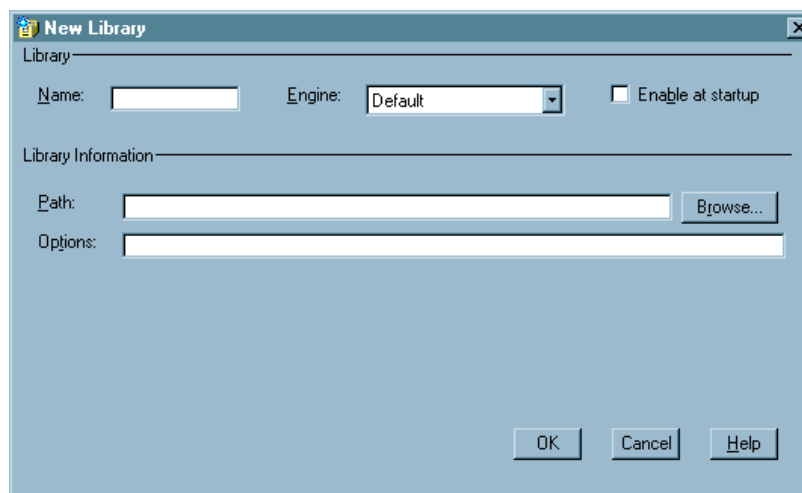 New Library
Library
Name: Engine: Default Enable at startup
Library Information
Path: Browse...
Options:
OK Cancel Help